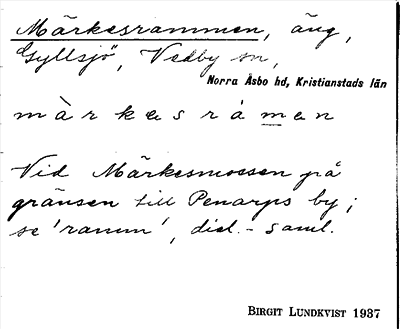 Märkesrammen, äng,
Gyllsjö, Vedby sn,
Norra Åsbo hd, Kristianstads län
màrkesråmen
Vid Märkesmossen på
gränsen till Penarps by;
se 'ramm', dial.-saml.
BIRGIT LUNDKVIST 1937